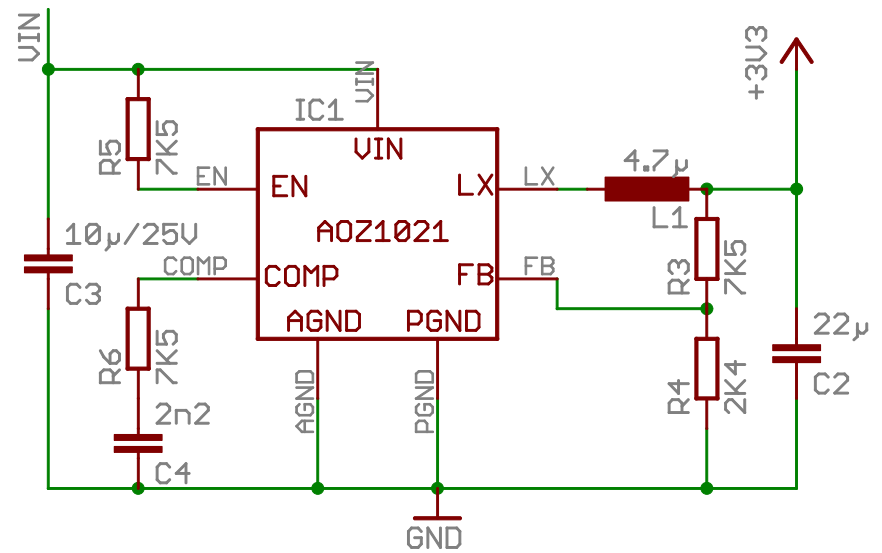 VIN
+3V3
VIN
IC1
VIN
R5
7K5
EN
EN
LX
LX
4.7µ
L1
AOZ1021
10µ/25V
C3
COMP
COMP
FB
FB
R3
7K5
AGND
PGND
R6
7K5
22µ
C2
AGND
PGND
R4
2K4
2n2
C4
GND